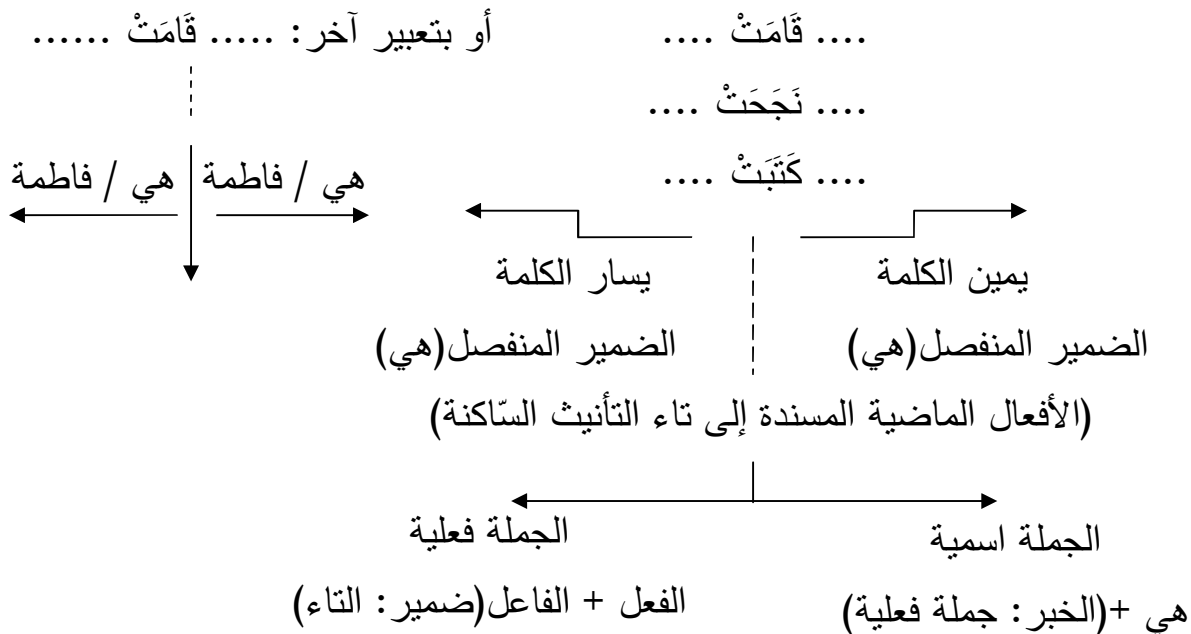 .... قَامَتْ ....
أو بتعبير آخر: ..... قَامَتْ ......
.... نَجَحَتْ ....
.... كَتَبَتْ ....
هي / فاطمة
هي / فاطمة
يمين الكلمة
يسار الكلمة
الضمير المنفصل(هي)
الضمير المنفصل(هي)
(الأفعال الماضية المسندة إلى تاء التأنيث السّاكنة)
الجملة اسمية
الجملة فعلية
هي +(الخبر: جملة فعلية)
الفعل + الفاعل(ضمير: التاء)